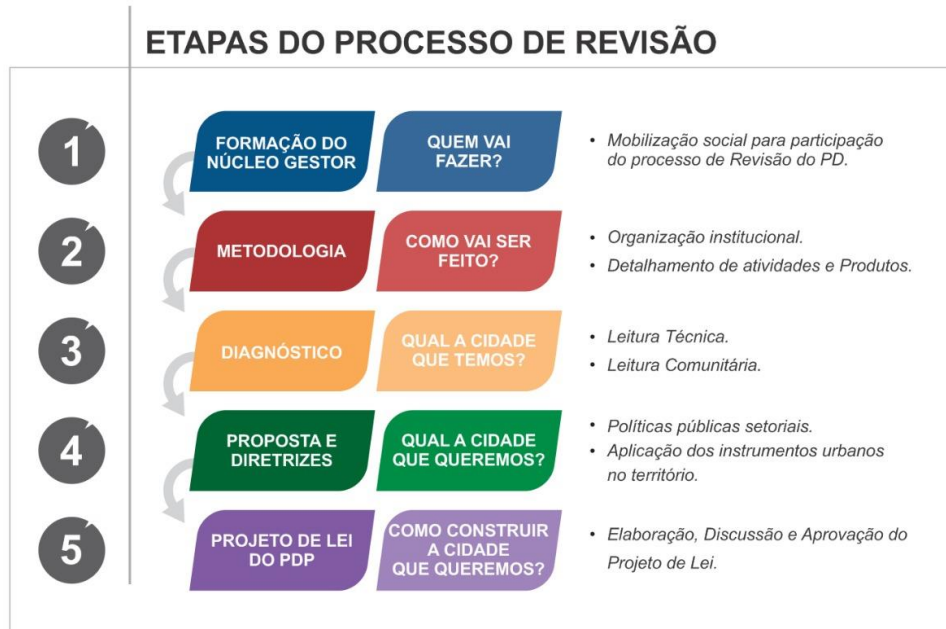 ETAPAS DO PROCESSO DE REVISÃO
1
FORMAÇÃO DO
NÚCLEO GESTOR
QUEM VAI
FAZER?
• Mobilização social para participação
do processo de Revisão do PD.
2
METODOLOGIA
COMO VAI SER
FEITO?
• Organização institucional.
• Detalhamento de atividades e Produtos.
3
DIAGNÓSTICO
QUAL A CIDADE
QUE TEMOS?
• Leitura Técnica.
• Leitura Comunitária.
4
PROPOSTA E
DIRETRIZES
QUAL A CIDADE
QUE QUEREMOS?
• Políticas públicas setoriais.
• Aplicação dos instrumentos urbanos
no território.
5
PROJETO DE LEI
DO PDP
COMO CONSTRUIR
A CIDADE
QUE QUEREMOS?
• Elaboração, Discussão e Aprovação do
Projeto de Lei.